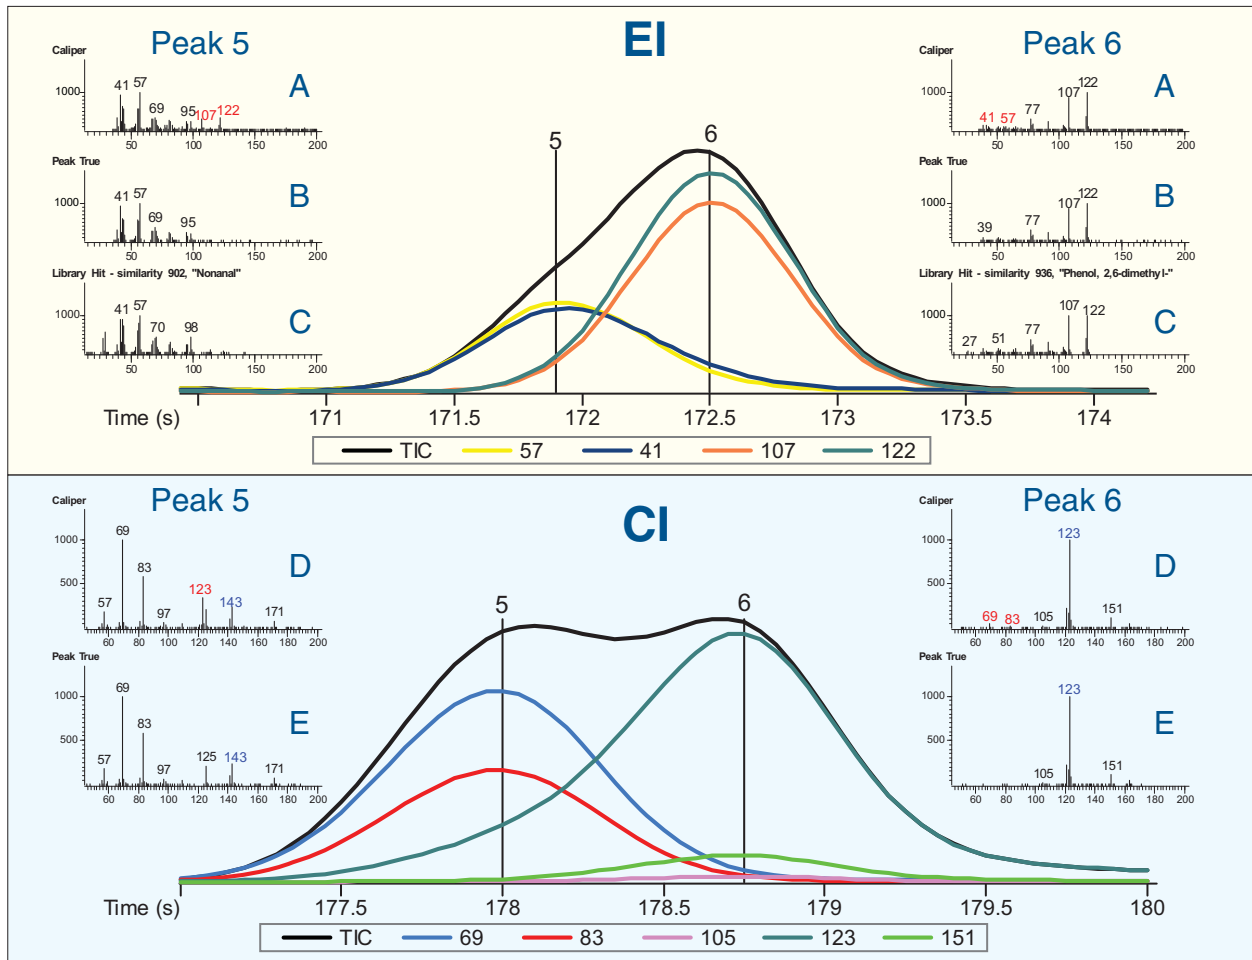 EI
Peak 5
Caliper
1000
41 57 69 95 107 122
A
50 100 150 200
Peak True
1000
41 57 69 95
B
50 100 150 200
Library Hit - similarity 902, "Nonanal"
1000
41 57 70 98
C
50 100 150 200
5
6
Peak 6
Caliper
1000
41 57 77 107 122
A
50 100 150 200
Peak True
1000
39 77 107 122
B
50 100 150 200
Library Hit - similarity 936, "Phenol, 2,6-dimethyl-"
1000
27 51 77 107 122
C
50 100 150 200
Time (s) 171 171.5 172 172.5 173 173.5 174
TIC 57 41 107 122
CI
Peak 5
Caliper
1000
500
57 69 83 97 123 143 171
D
60 80 100 120 140 160 180 200
Peak True
1000
500
57 69 83 97 125 143 171
E
60 80 100 120 140 160 180 200
5
6
Peak 6
Caliper
1000
500
69 83 105 123 151
D
60 80 100 120 140 160 180 200
Peak True
1000
500
105 123 151
E
60 80 100 120 140 160 180 200
Time (s) 177.5 178 178.5 179 179.5 180
TIC 69 83 105 123 151